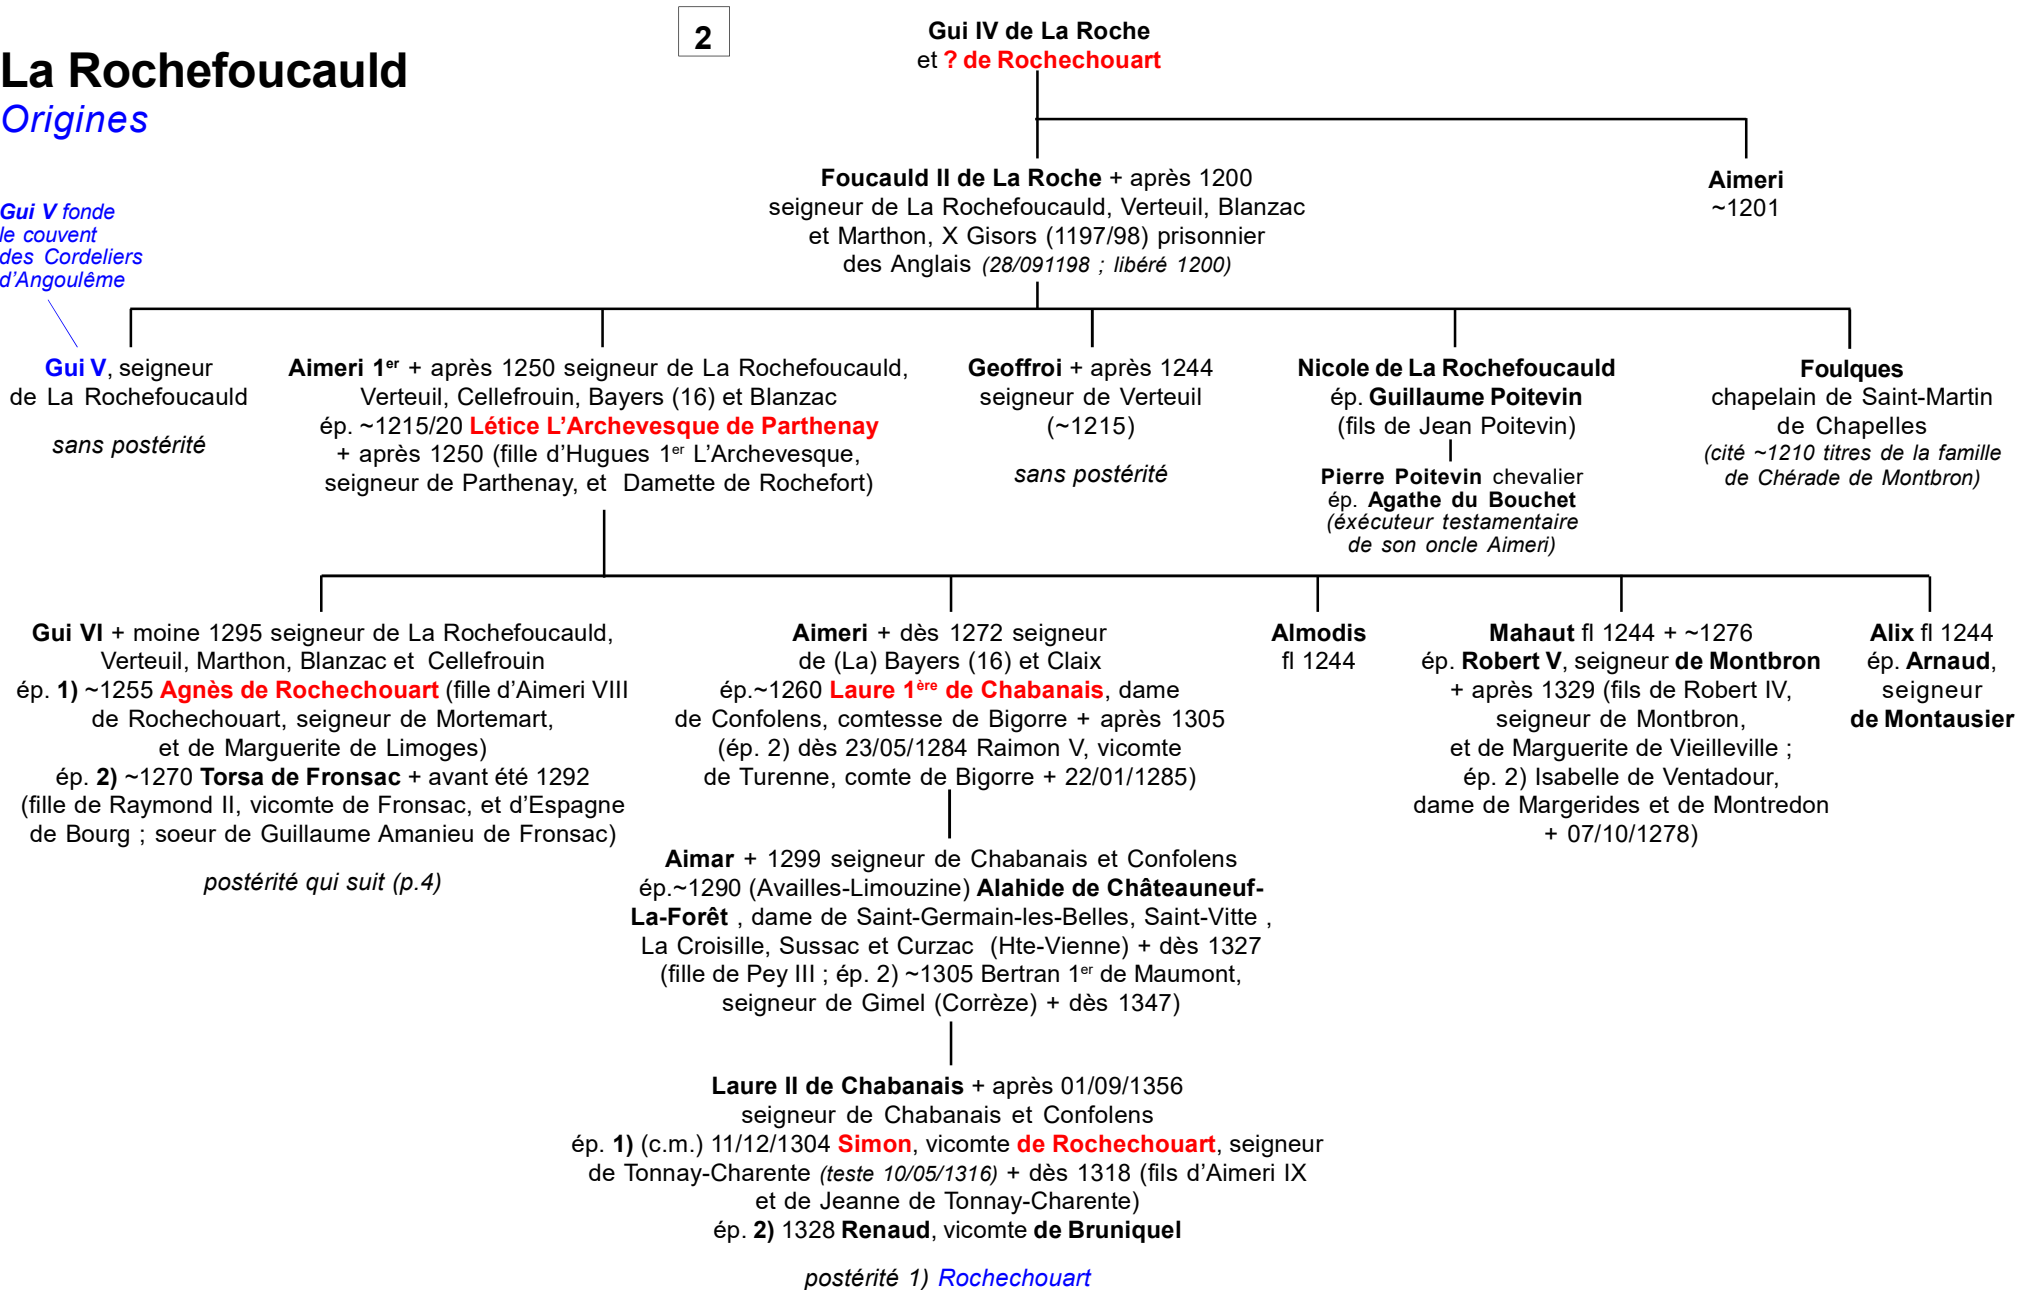 2
La Rochefoucauld
Origines
Gui IV de La Roche
et ? de Rochechouart
Foucauld II de La Roche + après 1200
seigneur de La Rochefoucauld, Verteuil, Blanzac
et Marthon, X Gisors (1197/98) prisonnier
des Anglais (28/091198 ; libéré 1200)
Aimeri
~1201
Gui V fonde
le couvent
des Cordeliers
d'Angoulême
Gui V, seigneur
de La Rochefoucauld
sans postérité
Aimeri 1er + après 1250 seigneur de La Rochefoucauld,
Verteuil, Cellefrouin, Bayers (16) et Blanzac
ép. ~1215/20 Létice L'Archevesque de Parthenay
+ après 1250 (fille d'Hugues 1er L'Archevesque,
seigneur de Parthenay, et Damette de Rochefort)
Geoffroi + après 1244
seigneur de Verteuil
(~1215)
sans postérité
Nicole de La Rochefoucauld
ép. Guillaume Poitevin
(fils de Jean Poitevin)
Pierre Poitevin chevalier
ép. Agathe du Bouchet
(éxécuteur testamentaire
de son oncle Aimeri)
Foulques
chapelain de Saint-Martin
de Chapelles
(cité ~1210 titres de la famille
de Chérade de Montbron)
Gui VI + moine 1295 seigneur de La Rochefoucauld,
Verteuil, Marthon, Blanzac et Cellefrouin
ép. 1) ~1255 Agnès de Rochechouart (fille d'Aimeri VIII
de Rochechouart, seigneur de Mortemart,
et de Marguerite de Limoges)
ép. 2) ~1270 Torsa de Fronsac + avant été 1292
(fille de Raymond II, vicomte de Fronsac, et d'Espagne
de Bourg ; soeur de Guillaume Amanieu de Fronsac)
postérité qui suit (p.4)
Aimeri + dès 1272 seigneur
de (La) Bayers (16) et Claix
ép.~1260 Laure 1ère de Chabanais, dame
de Confolens, comtesse de Bigorre + après 1305
(ép. 2) dès 23/05/1284 Raimon V, vicomte
de Turenne, comte de Bigorre + 22/01/1285)
Aimar + 1299 seigneur de Chabanais et Confolens
ép.~1290 (Availles-Limouzine) Alahide de Châteauneuf-
La-Forêt , dame de Saint-Germain-les-Belles, Saint-Vitte ,
La Croisille, Sussac et Curzac (Hte-Vienne) + dès 1327
(fille de Pey III ; ép. 2) ~1305 Bertran 1er de Maumont,
seigneur de Gimel (Corrèze) + dès 1347)
Laure II de Chabanais + après 01/09/1356
seigneur de Chabanais et Confolens
ép. 1) (c.m.) 11/12/1304 Simon, vicomte de Rochechouart, seigneur
de Tonnay-Charente (teste 10/05/1316) + dès 1318 (fils d'Aimeri IX
et de Jeanne de Tonnay-Charente)
ép. 2) 1328 Renaud, vicomte de Bruniquel
postérité 1) Rochechouart
Almodis
fl 1244
Mahaut fl 1244 + ~1276
ép. Robert V, seigneur de Montbron
+ après 1329 (fils de Robert IV,
seigneur de Montbron,
et de Marguerite de Vieilleville ;
ép. 2) Isabelle de Ventadour,
dame de Margerides et de Montredon
+ 07/10/1278)
Alix fl 1244
ép. Arnaud,
seigneur
de Montausier